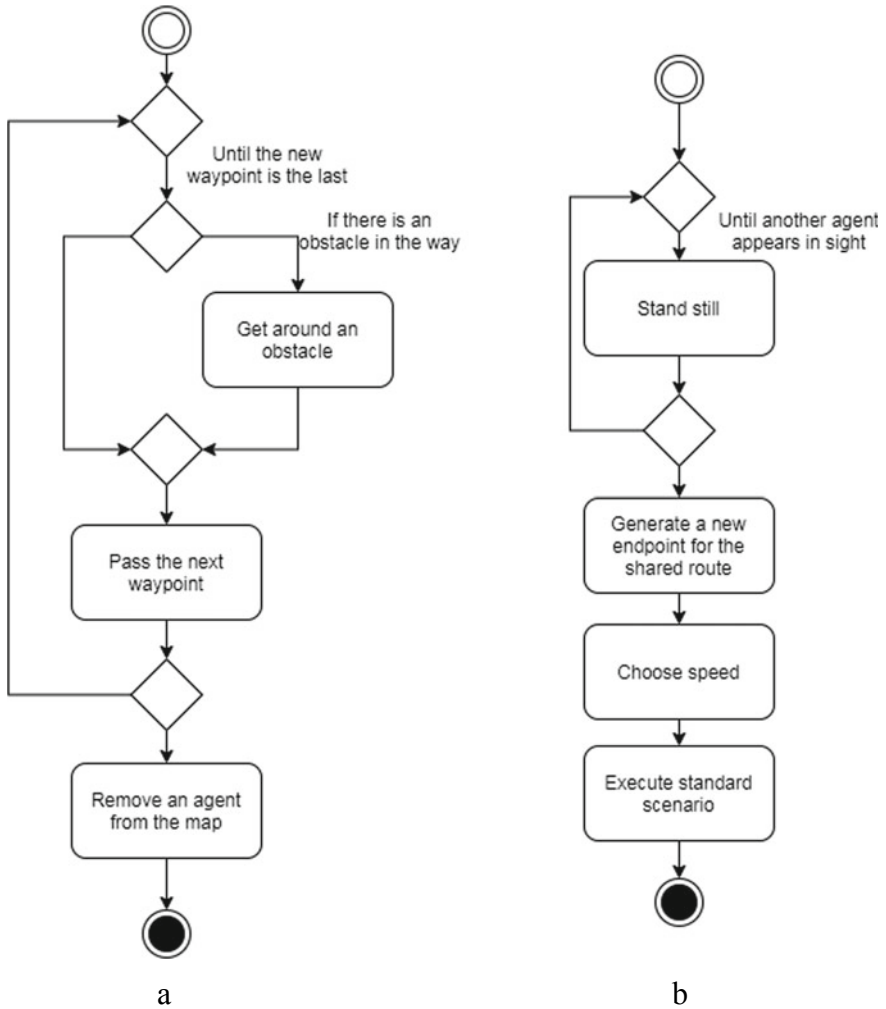 Until the new
waypoint is the last
If there is an
obstacle in the way
Get around an
obstacle
Pass the next
waypoint
Remove an agent
from the map
a
Until another agent
appears in sight
Stand still
Generate a new
endpoint for the
shared route
Choose speed
Execute standard
scenario
b